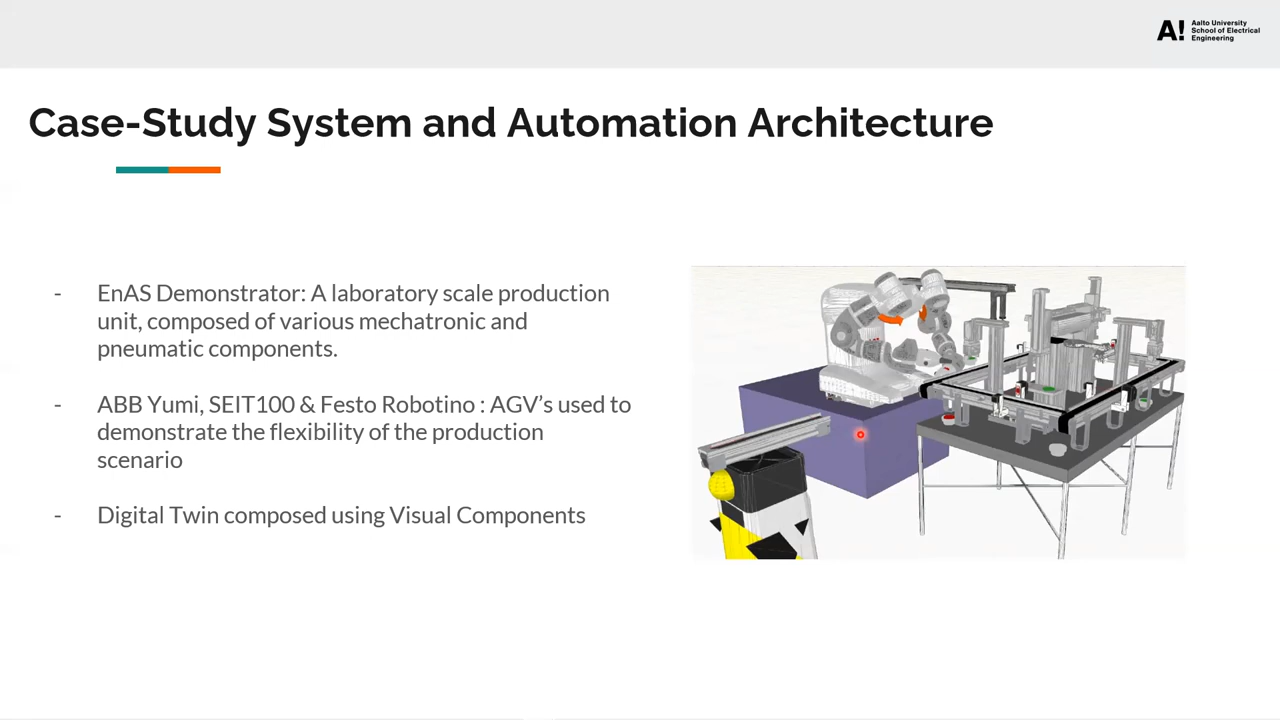 A! Aalto University
School of Electrical
Engineering
Case-Study System and Automation Architecture
- EnAS Demonstrator: A laboratory scale production
unit, composed of various mechatronic and
pneumatic components.
- ABB Yumi, SEIT100 & Festo Robotino : AGV’s used to
demonstrate the flexibility of the production
scenario
- Digital Twin composed using Visual Components